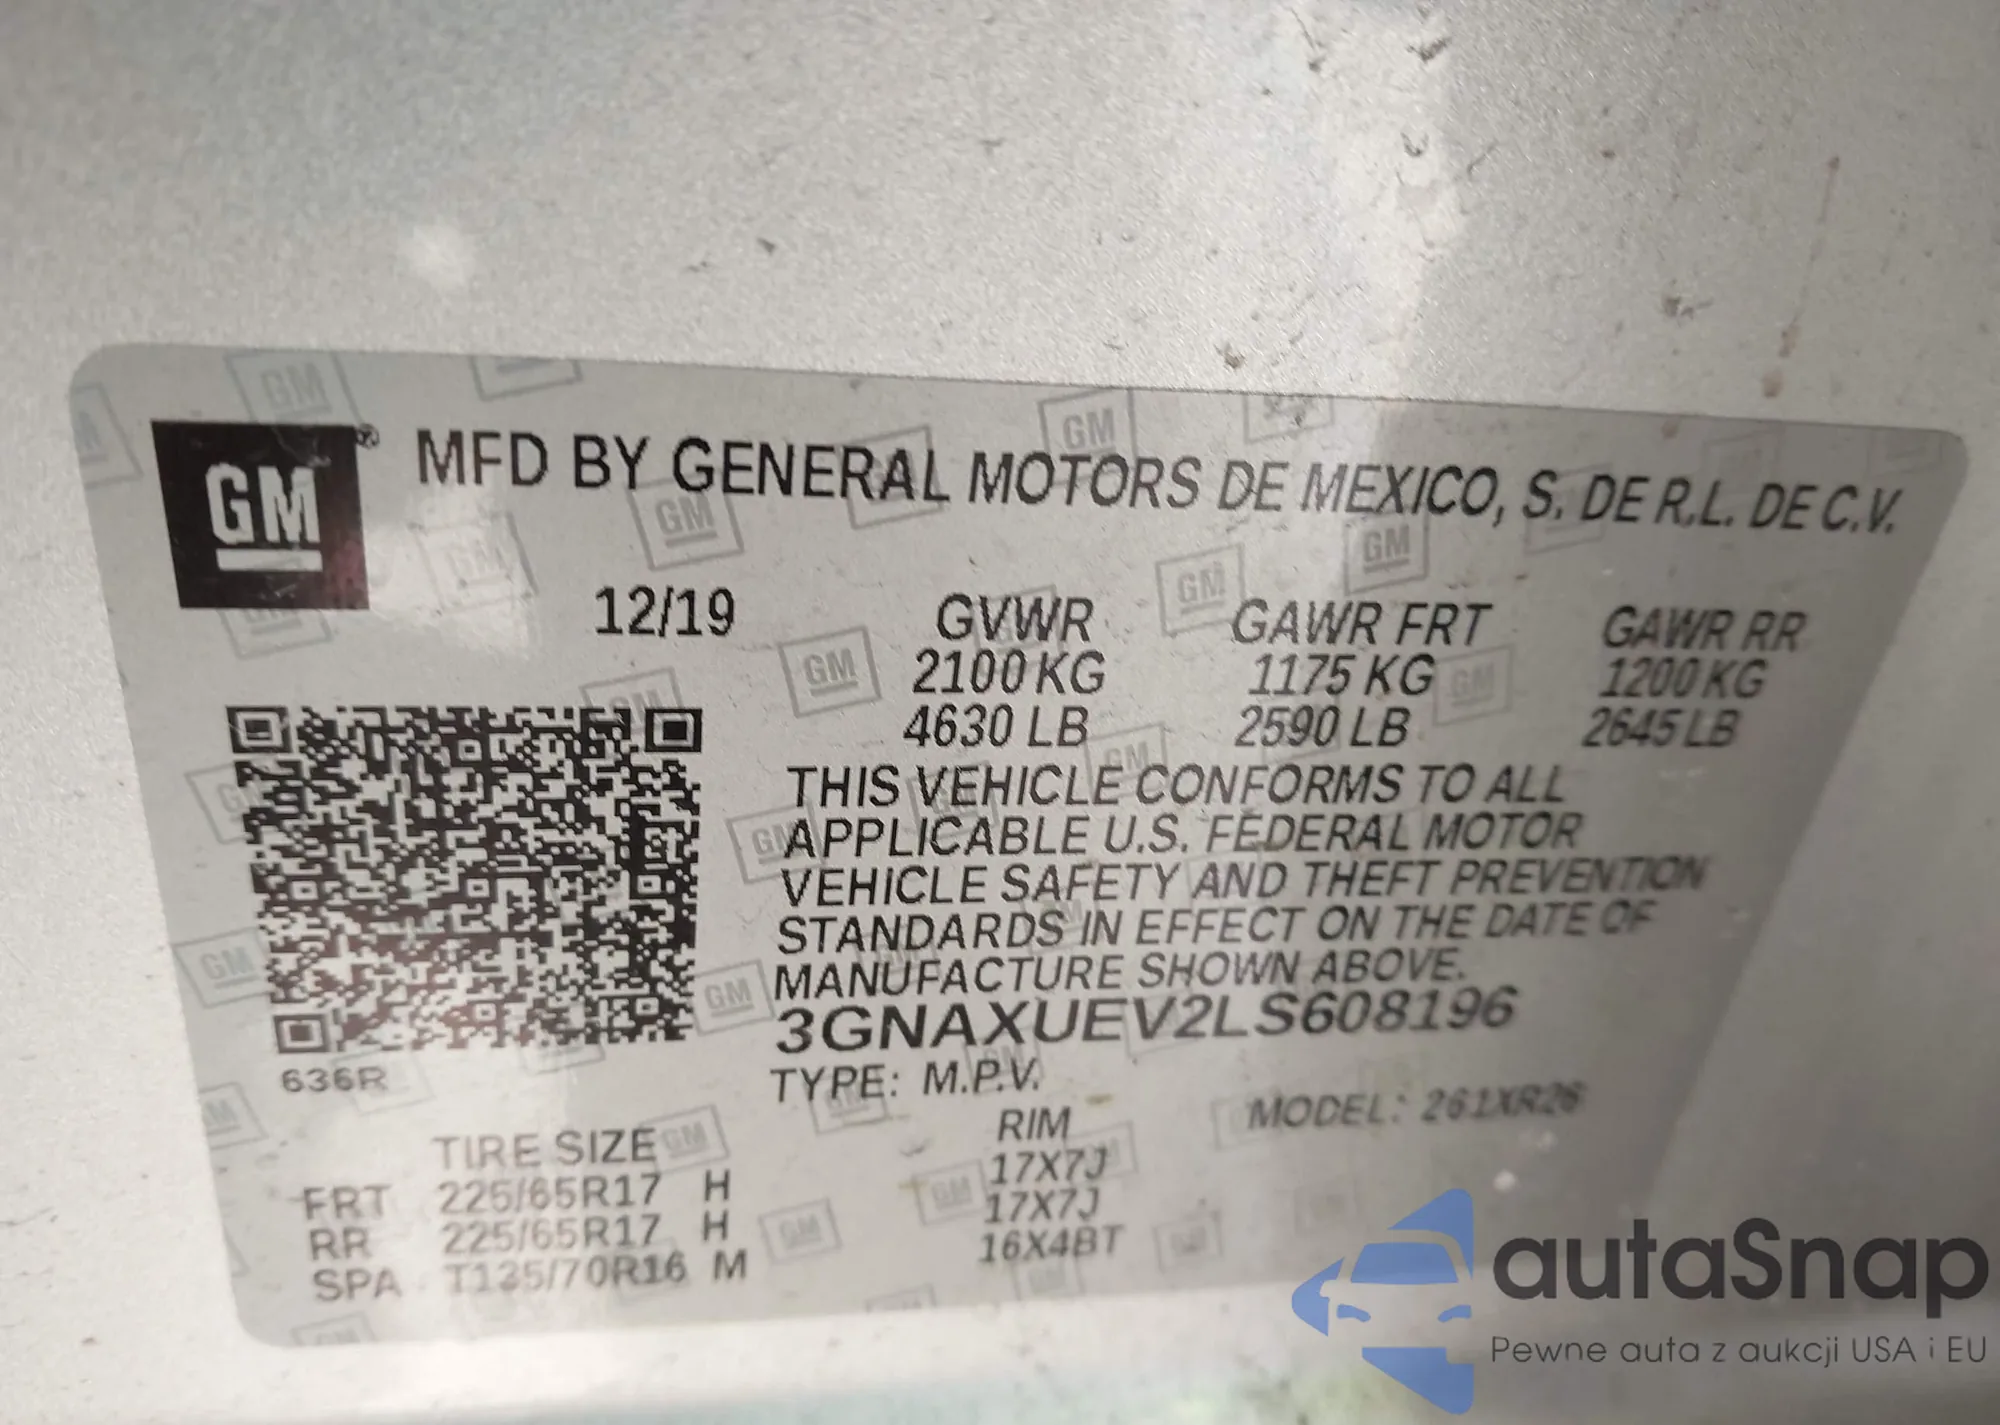 GM® MFD BY GENERAL MOTORS DE MEXICO, S. DE R.L. DE C.V.
12/19 GVWR GAWR FRT GAWR RR
2100 KG 1175 KG 1200 KG
4630 LB 2590 LB 2645 LB
THIS VEHICLE CONFORMS TO ALL
APPLICABLE U.S. FEDERAL MOTOR
VEHICLE SAFETY AND THEFT PREVENTION
STANDARDS IN EFFECT ON THE DATE OF
MANUFACTURE SHOWN ABOVE.
3GNAXUEV2LS608196
636R
TYPE: M.P.V. MODEL: 261XR26
TIRE SIZE RIM
FRT 225/65R17 H 17X7J
RR 225/65R17 H 17X7J
SPA T135/70R16 M 16X4BT
autaSnap
Pewne auta z aukcji USA i EU